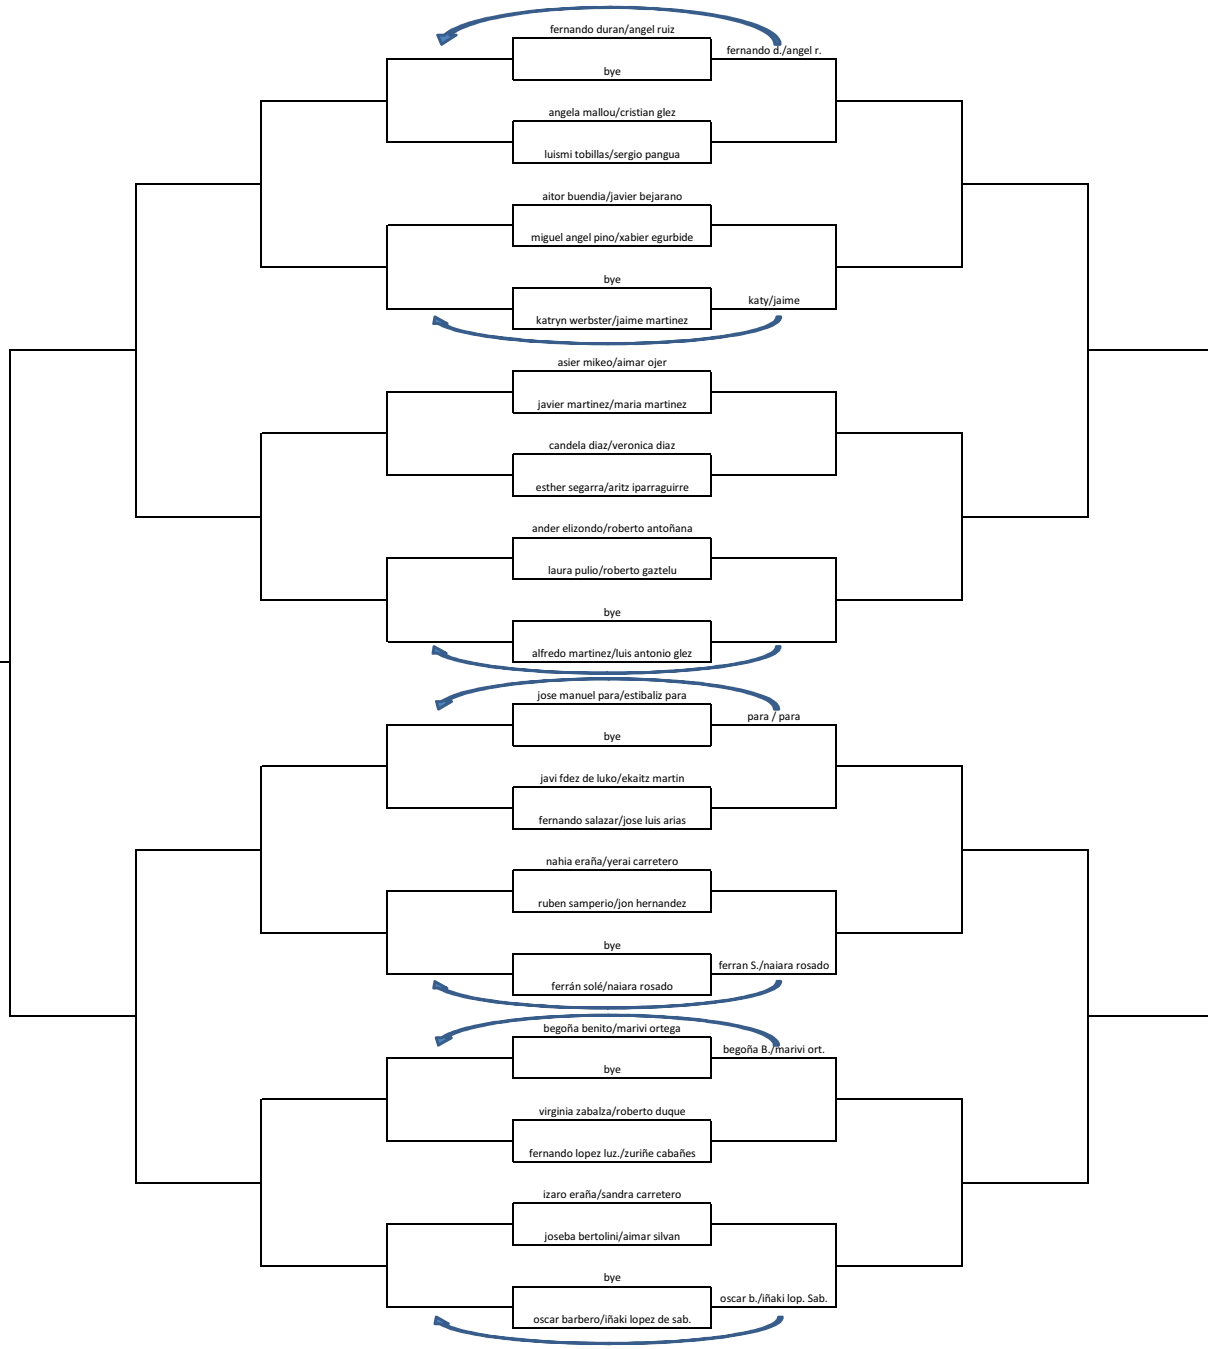 fernando duran/angel ruiz
fernando d./angel r.
bye
angela mallou/cristian glez
luismi tobillas/sergio pangua
aitor buendia/javier bejarano
miguel angel pino/xabier egurbide
bye
katy/jaime
katryn werbster/jaime martinez
asier mikeo/aimar ojer
javier martinez/maria martinez
candela diaz/veronica diaz
esther segarra/aritz iparraguirre
ander elizondo/roberto antoñana
laura pulio/roberto gaztelu
bye
alfredo martinez/luis antonio glez
jose manuel para/estibaliz para
para / para
bye
javi fdez de luko/ekaitz martin
fernando salazar/jose luis arias
nahia eraña/yerai carretero
ruben samperio/jon hernandez
bye
ferran S./naiara rosado
ferrán solé/naiara rosado
begoña benito/marivi ortega
begoña B./marivi ort.
bye
virginia zabalza/roberto duque
fernando lopez luz./zuriñe cabañes
izaro eraña/sandra carretero
joseba bertolini/aimar silvan
bye
oscar b./iñaki lop. Sab.
oscar barbero/iñaki lopez de sab.